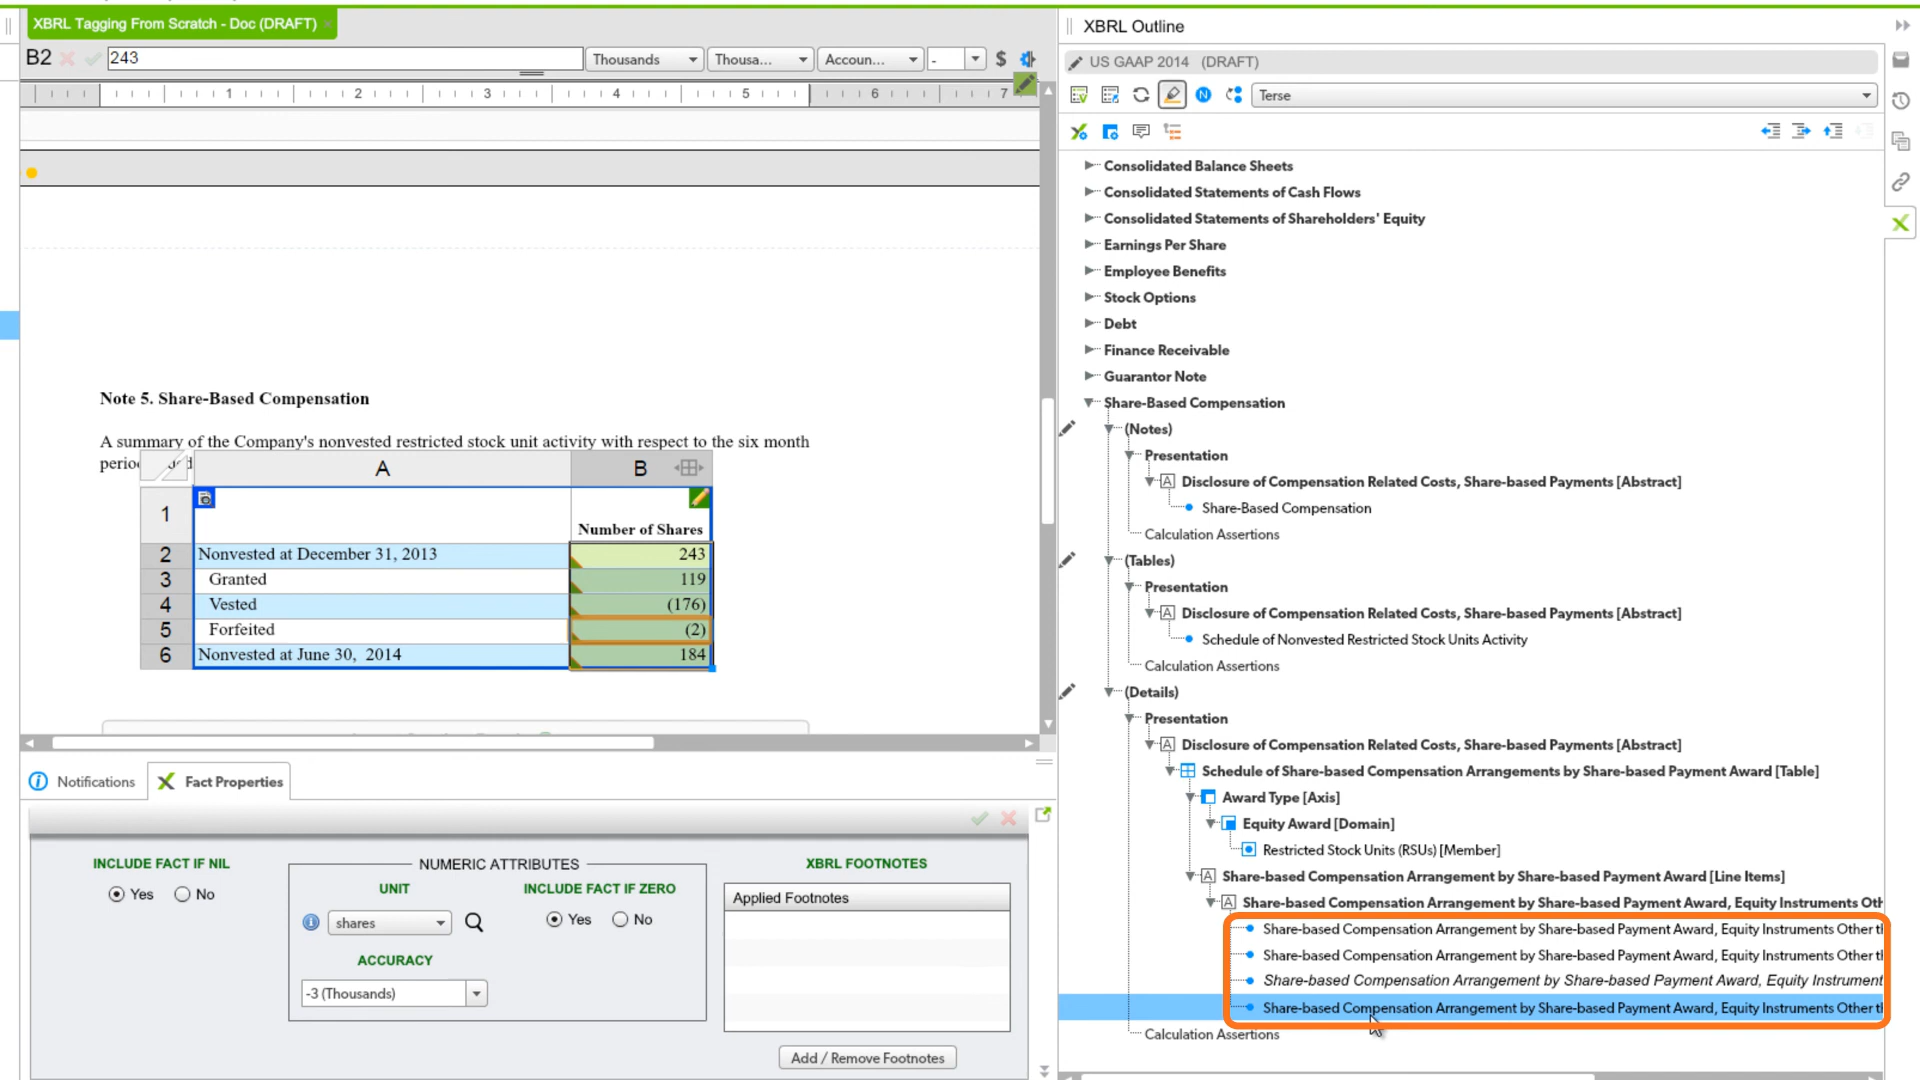 XBRL Tagging From Scratch - Doc (DRAFT)
B2
243
Thousands
Thousa...
Accoun...
-
$
1 2 3 4 5 6 7
Note 5. Share-Based Compensation
A summary of the Company's nonvested restricted stock unit activity with respect to the six month
A B
1 Number of Shares
2 Nonvested at December 31, 2013 243
3 Granted 119
4 Vested (176)
5 Forfeited (2)
6 Nonvested at June 30, 2014 184
Notifications
Fact Properties
INCLUDE FACT IF NIL
Yes No
NUMERIC ATTRIBUTES
UNIT
shares
INCLUDE FACT IF ZERO
Yes No
ACCURACY
-3 (Thousands)
XBRL FOOTNOTES
Applied Footnotes
Add / Remove Footnotes
XBRL Outline
US GAAP 2014 (DRAFT)
N
Terse
Consolidated Balance Sheets
Consolidated Statements of Cash Flows
Consolidated Statements of Shareholders' Equity
Earnings Per Share
Employee Benefits
Stock Options
Debt
Finance Receivable
Guarantor Note
Share-Based Compensation
(Notes)
Presentation
A Disclosure of Compensation Related Costs, Share-based Payments [Abstract]
Share-Based Compensation
Calculation Assertions
(Tables)
Presentation
A Disclosure of Compensation Related Costs, Share-based Payments [Abstract]
Schedule of Nonvested Restricted Stock Units Activity
Calculation Assertions
(Details)
Presentation
A Disclosure of Compensation Related Costs, Share-based Payments [Abstract]
Schedule of Share-based Compensation Arrangements by Share-based Payment Award [Table]
Award Type [Axis]
Equity Award [Domain]
Restricted Stock Units (RSUs) [Member]
A Share-based Compensation Arrangement by Share-based Payment Award [Line Items]
A Share-based Compensation Arrangement by Share-based Payment Award, Equity Instruments Oth
Share-based Compensation Arrangement by Share-based Payment Award, Equity Instruments Other
Share-based Compensation Arrangement by Share-based Payment Award, Equity Instruments Other
Share-based Compensation Arrangement by Share-based Payment Award, Equity Instrument
Share-based Compensation Arrangement by Share-based Payment Award, Equity Instruments Other
Calculation Assertions